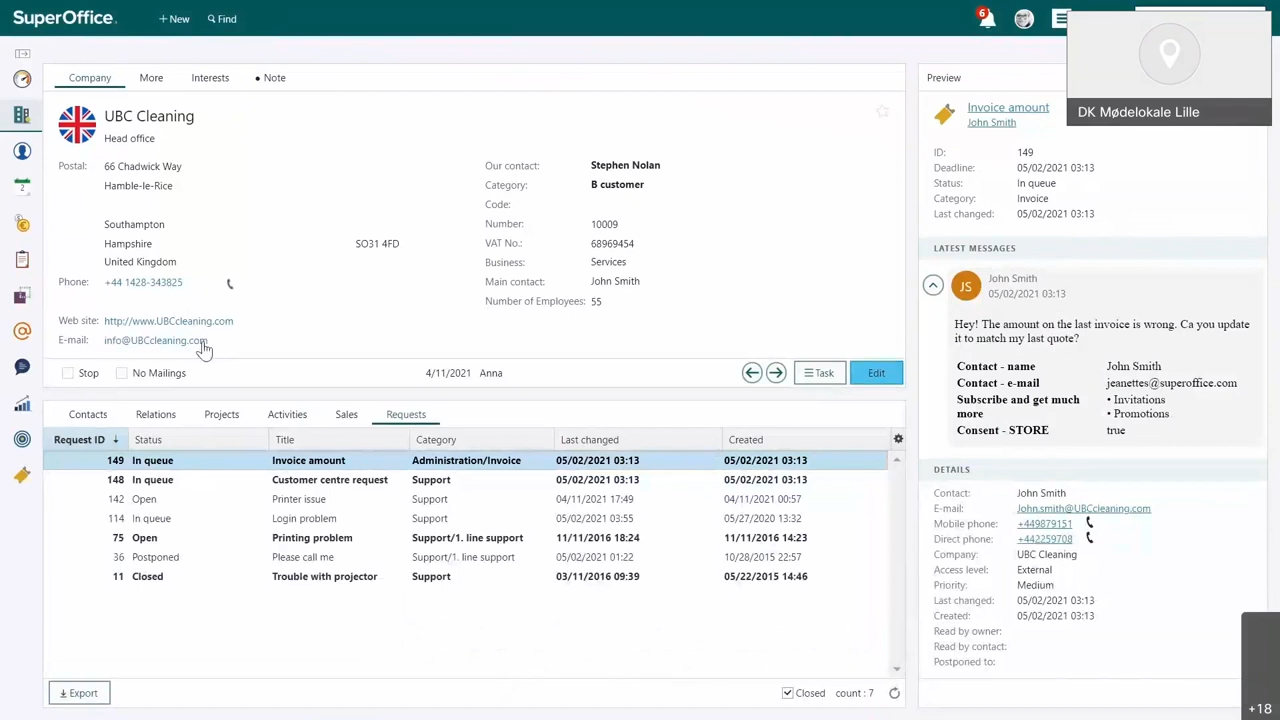 SuperOffice.
+ New
Find
6
DK Mødelokale Lille
Company
More
Interests
• Note
UBC Cleaning
Head office
Postal:
66 Chadwick Way
Hamble-le-Rice
Southampton
Hampshire
SO31 4FD
United Kingdom
Phone:
+44 1428-343825
Web site:
http://www.UBCcleaning.com
E-mail:
info@UBCcleaning.com
Our contact:
Stephen Nolan
Category:
B customer
Code:
Number:
10009
VAT No.:
68969454
Business:
Services
Main contact:
John Smith
Number of Employees:
55
Stop
No Mailings
4/11/2021
Anna
Task
Edit
2
Contacts
Relations
Projects
Activities
Sales
Requests
Request ID
Status
Title
Category
Last changed
Created
149 In queue Invoice amount Administration/Invoice 05/02/2021 03:13 05/02/2021 03:13
148 In queue Customer centre request Support 05/02/2021 03:13 05/02/2021 03:13
142 Open Printer issue Support 04/11/2021 17:49 04/11/2021 00:57
114 In queue Login problem Support 05/02/2021 03:55 05/27/2020 13:32
75 Open Printing problem Support/1. line support 11/11/2016 18:24 11/11/2016 14:23
36 Postponed Please call me Support/1. line support 05/02/2021 01:22 10/28/2015 22:57
11 Closed Trouble with projector Support 03/11/2016 09:39 05/22/2015 14:46
Export
Closed
count : 7
Preview
Invoice amount
John Smith
ID:
149
Deadline:
05/02/2021 03:13
Status:
In queue
Category:
Invoice
Last changed:
05/02/2021 03:13
LATEST MESSAGES
JS
John Smith
05/02/2021 03:13
Hey! The amount on the last invoice is wrong. Ca you update
it to match my last quote?
Contact - name
John Smith
Contact - e-mail
jeanettes@superoffice.com
Subscribe and get much
more
• Invitations
• Promotions
Consent - STORE
true
DETAILS
Contact:
John Smith
E-mail:
John.smith@UBCcleaning.com
Mobile phone:
+449879151
Direct phone:
+442259708
Company:
UBC Cleaning
Access level:
External
Priority:
Medium
Last changed:
05/02/2021 03:13
Created:
05/02/2021 03:13
Read by owner:
Read by contact:
Postponed to:
+18